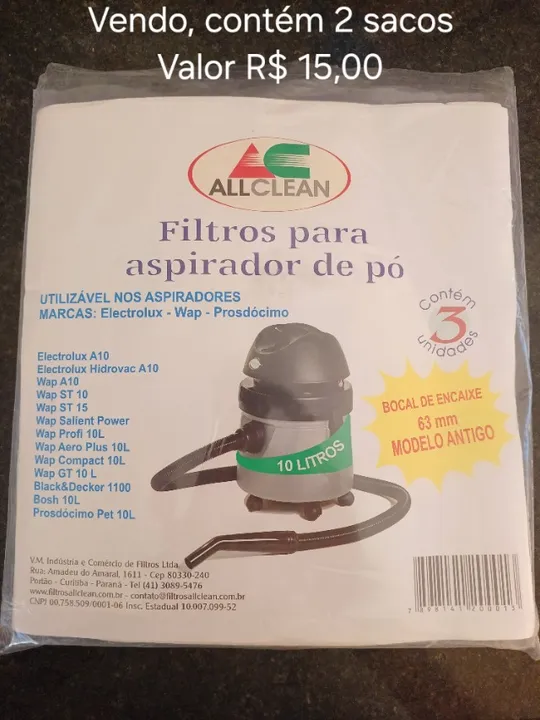 Vendo, contém 2 sacos
Valor R$ 15,00
ALLCLEAN
Filtros para
aspirador de pó
UTILIZÁVEL NOS ASPIRADORES
MARCAS: Electrolux - Wap - Prosdócimo
Contém
3
unidades
Electrolux A10
Electrolux Hidrovac A10
Wap A10
Wap ST 10
Wap ST 15
Wap Salient Power
Wap Profi 10L
Wap Aero Plus 10L
Wap Compact 10L
Wap GT 10 L
Black&Decker 1100
Bosh 10L
Prosdócimo Pet 10L
BOCAL DE ENCAIXE
63 mm
MODELO ANTIGO
10 LITROS
V.M. Indústria e Comércio de Filtros Ltda.
Rua: Amadeu do Amaral, 1611 - Cep 80330-240
Portão - Curitiba - Paraná - Tel (41) 3089-5476
www.filtrosallclean.com.br - contato@filtrosallclean.com.br
CNPJ 00.758.509/0001-06 Insc. Estadual 10.007.099-52